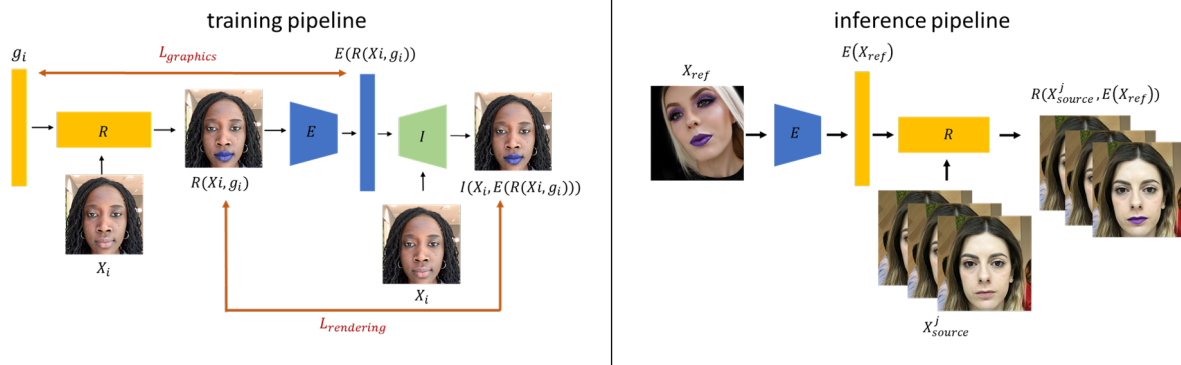 training pipeline
g_i
L_graphics
E(R(Xi, g_i))
R
E
I
R(Xi, g_i)
I(X_i, E(R(Xi, g_i)))
X_i
X_i
L_rendering
inference pipeline
X_ref
E(X_ref)
R(X^j_source, E(X_ref))
E
R
X^j_source